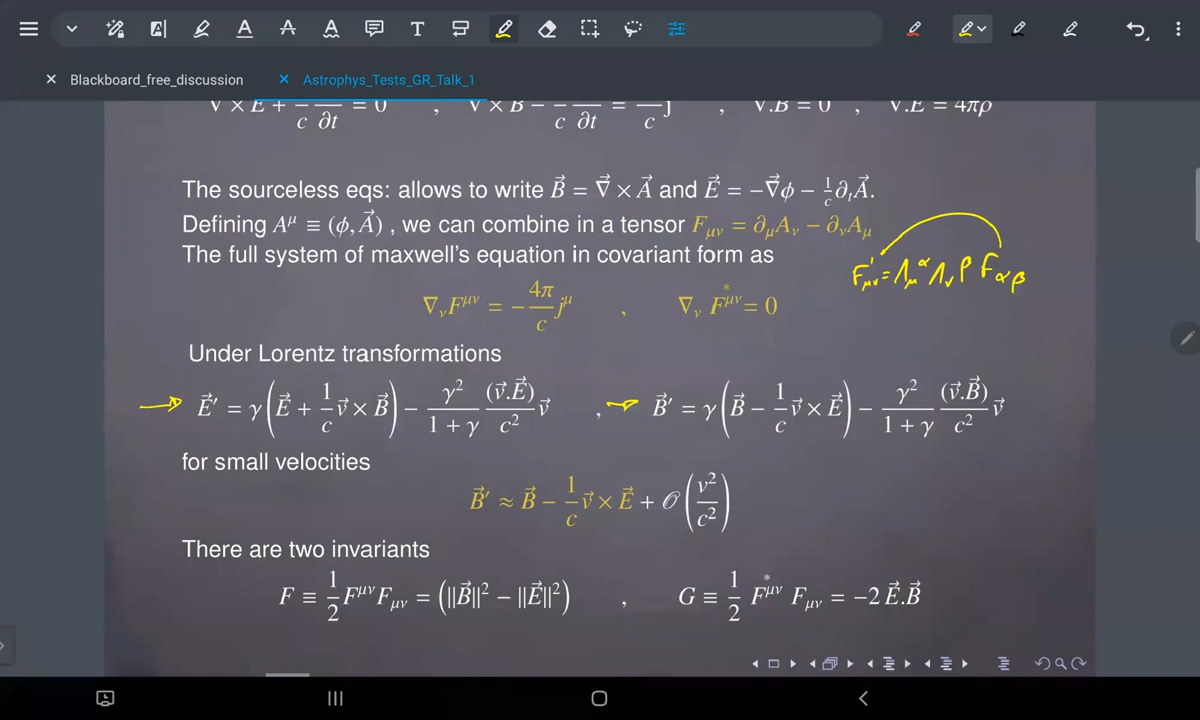 Blackboard_free_discussion Astrophys_Tests_GR_Talk_1
∇ × E + — = 0 , ∇ × B − — = — j , ∇.B = 0 , ∇.E = 4πρ
c ∂t c ∂t c
The sourceless eqs: allows to write B⃗ = ∇⃗ × A⃗ and E⃗ = −∇⃗ϕ − 1/c ∂ₜA⃗.
Defining A^μ ≡ (ϕ, A⃗) , we can combine in a tensor F_μν = ∂_μA_ν − ∂_νA_μ
The full system of maxwell's equation in covariant form as
F'_μν = Λ_μ^α Λ_ν^β F_αβ
∇_ν F^μν = − 4π/c j^μ , ∇_ν F^*μν = 0
Under Lorentz transformations
→ E⃗′ = γ(E⃗ + 1/c v⃗ × B⃗) − γ²/(1 + γ) (v⃗.E⃗)/c² v⃗ , → B⃗′ = γ(B⃗ − 1/c v⃗ × E⃗) − γ²/(1 + γ) (v⃗.B⃗)/c² v⃗
for small velocities
B⃗′ ≈ B⃗ − 1/c v⃗ × E⃗ + 𝒪(v²/c²)
There are two invariants
F ≡ 1/2 F^μν F_μν = (||B⃗||² − ||E⃗||²) , G ≡ 1/2 F^*μν F_μν = −2 E⃗.B⃗